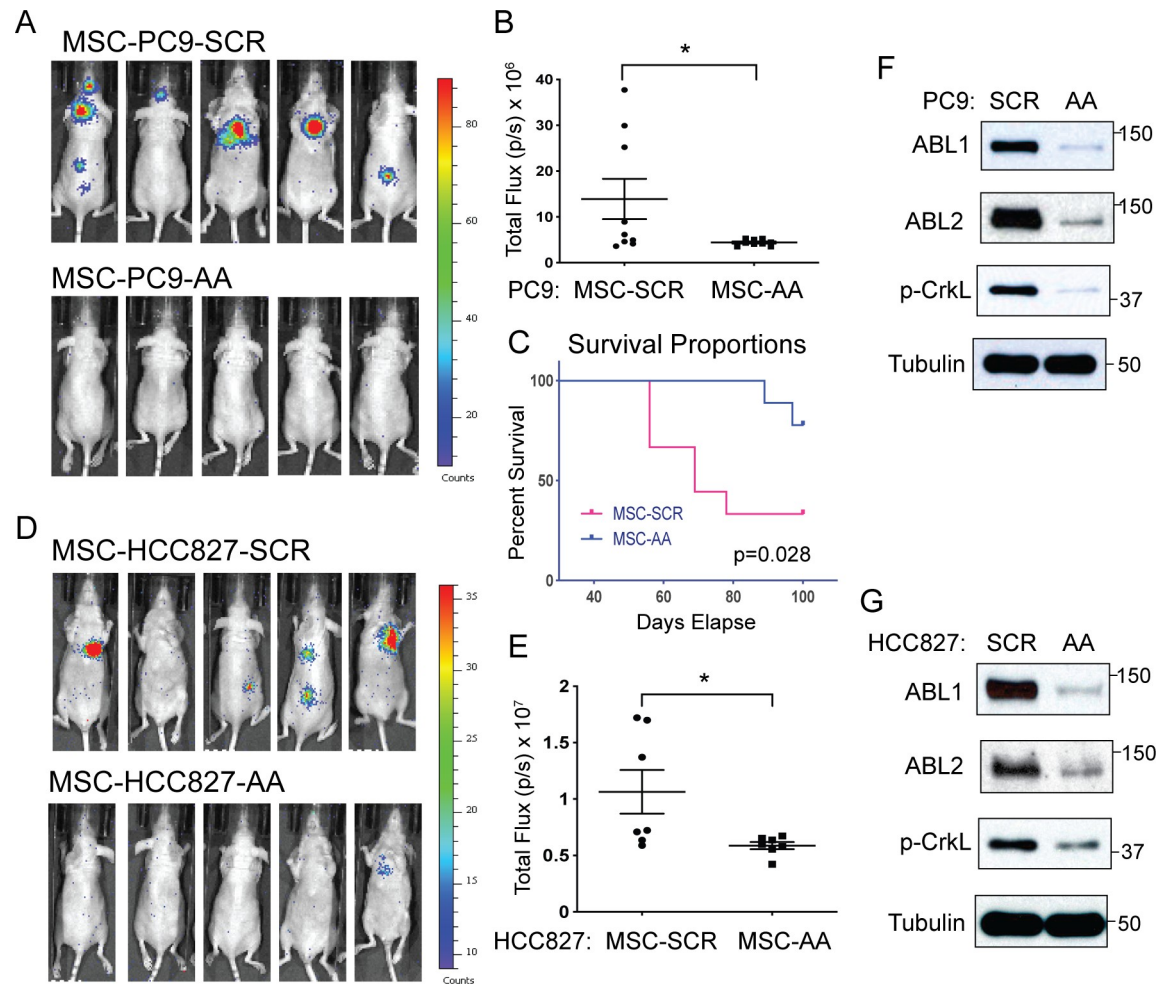 A
MSC-PC9-SCR
MSC-PC9-AA
80
60
40
20
Counts
B
*
40
30
20
10
0
Total Flux (p/s) x 10⁶
PC9: MSC-SCR MSC-AA
C
Survival Proportions
100
50
0
Percent Survival
MSC-SCR
MSC-AA
p=0.028
40 60 80 100
Days Elapse
D
MSC-HCC827-SCR
MSC-HCC827-AA
35
30
25
20
15
10
Counts
E
*
2
1.5
1
0.5
0
Total Flux (p/s) x 10⁷
HCC827: MSC-SCR MSC-AA
F
PC9: SCR AA
ABL1 150
ABL2 150
p-CrkL 37
Tubulin 50
G
HCC827: SCR AA
ABL1 150
ABL2 150
p-CrkL 37
Tubulin 50